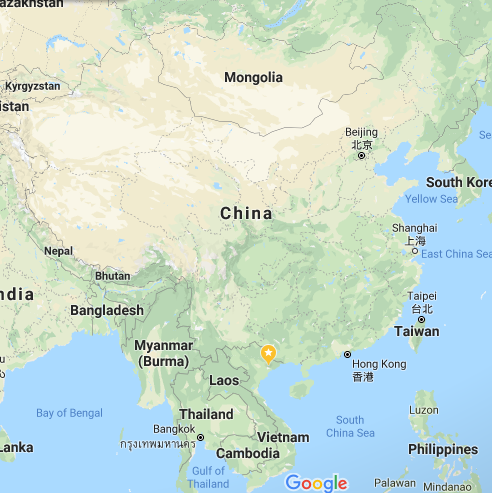 azakhstan
Mongolia
Kyrgyzstan
istan
Beijing
北京
Se
South Kore
Yellow Sea
China
Shanghai
上海
East China Sea
Nepal
Bhutan
ndia
Bangladesh
Taipei
台北
Taiwan
Myanmar
(Burma)
Hong Kong
香港
Laos
Bay of Bengal
Thailand
Luzon
South
China Sea
Bangkok
กรุงเทพมหานคร
Vietnam
Lanka
Cambodia
Philippines
Gulf of
Thailand
Google
Palawan
Mindanao